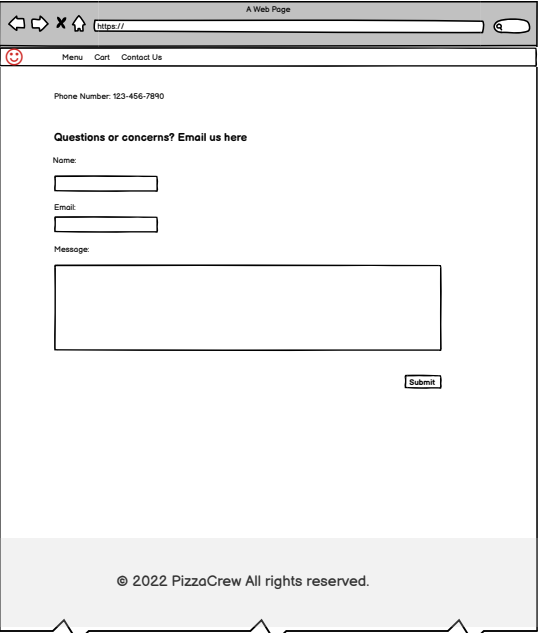 A Web Page
https://
Menu Cart Contact Us
Phone Number: 123-456-7890
Questions or concerns? Email us here
Name:
Email:
Message:
Submit
© 2022 PizzaCrew All rights reserved.